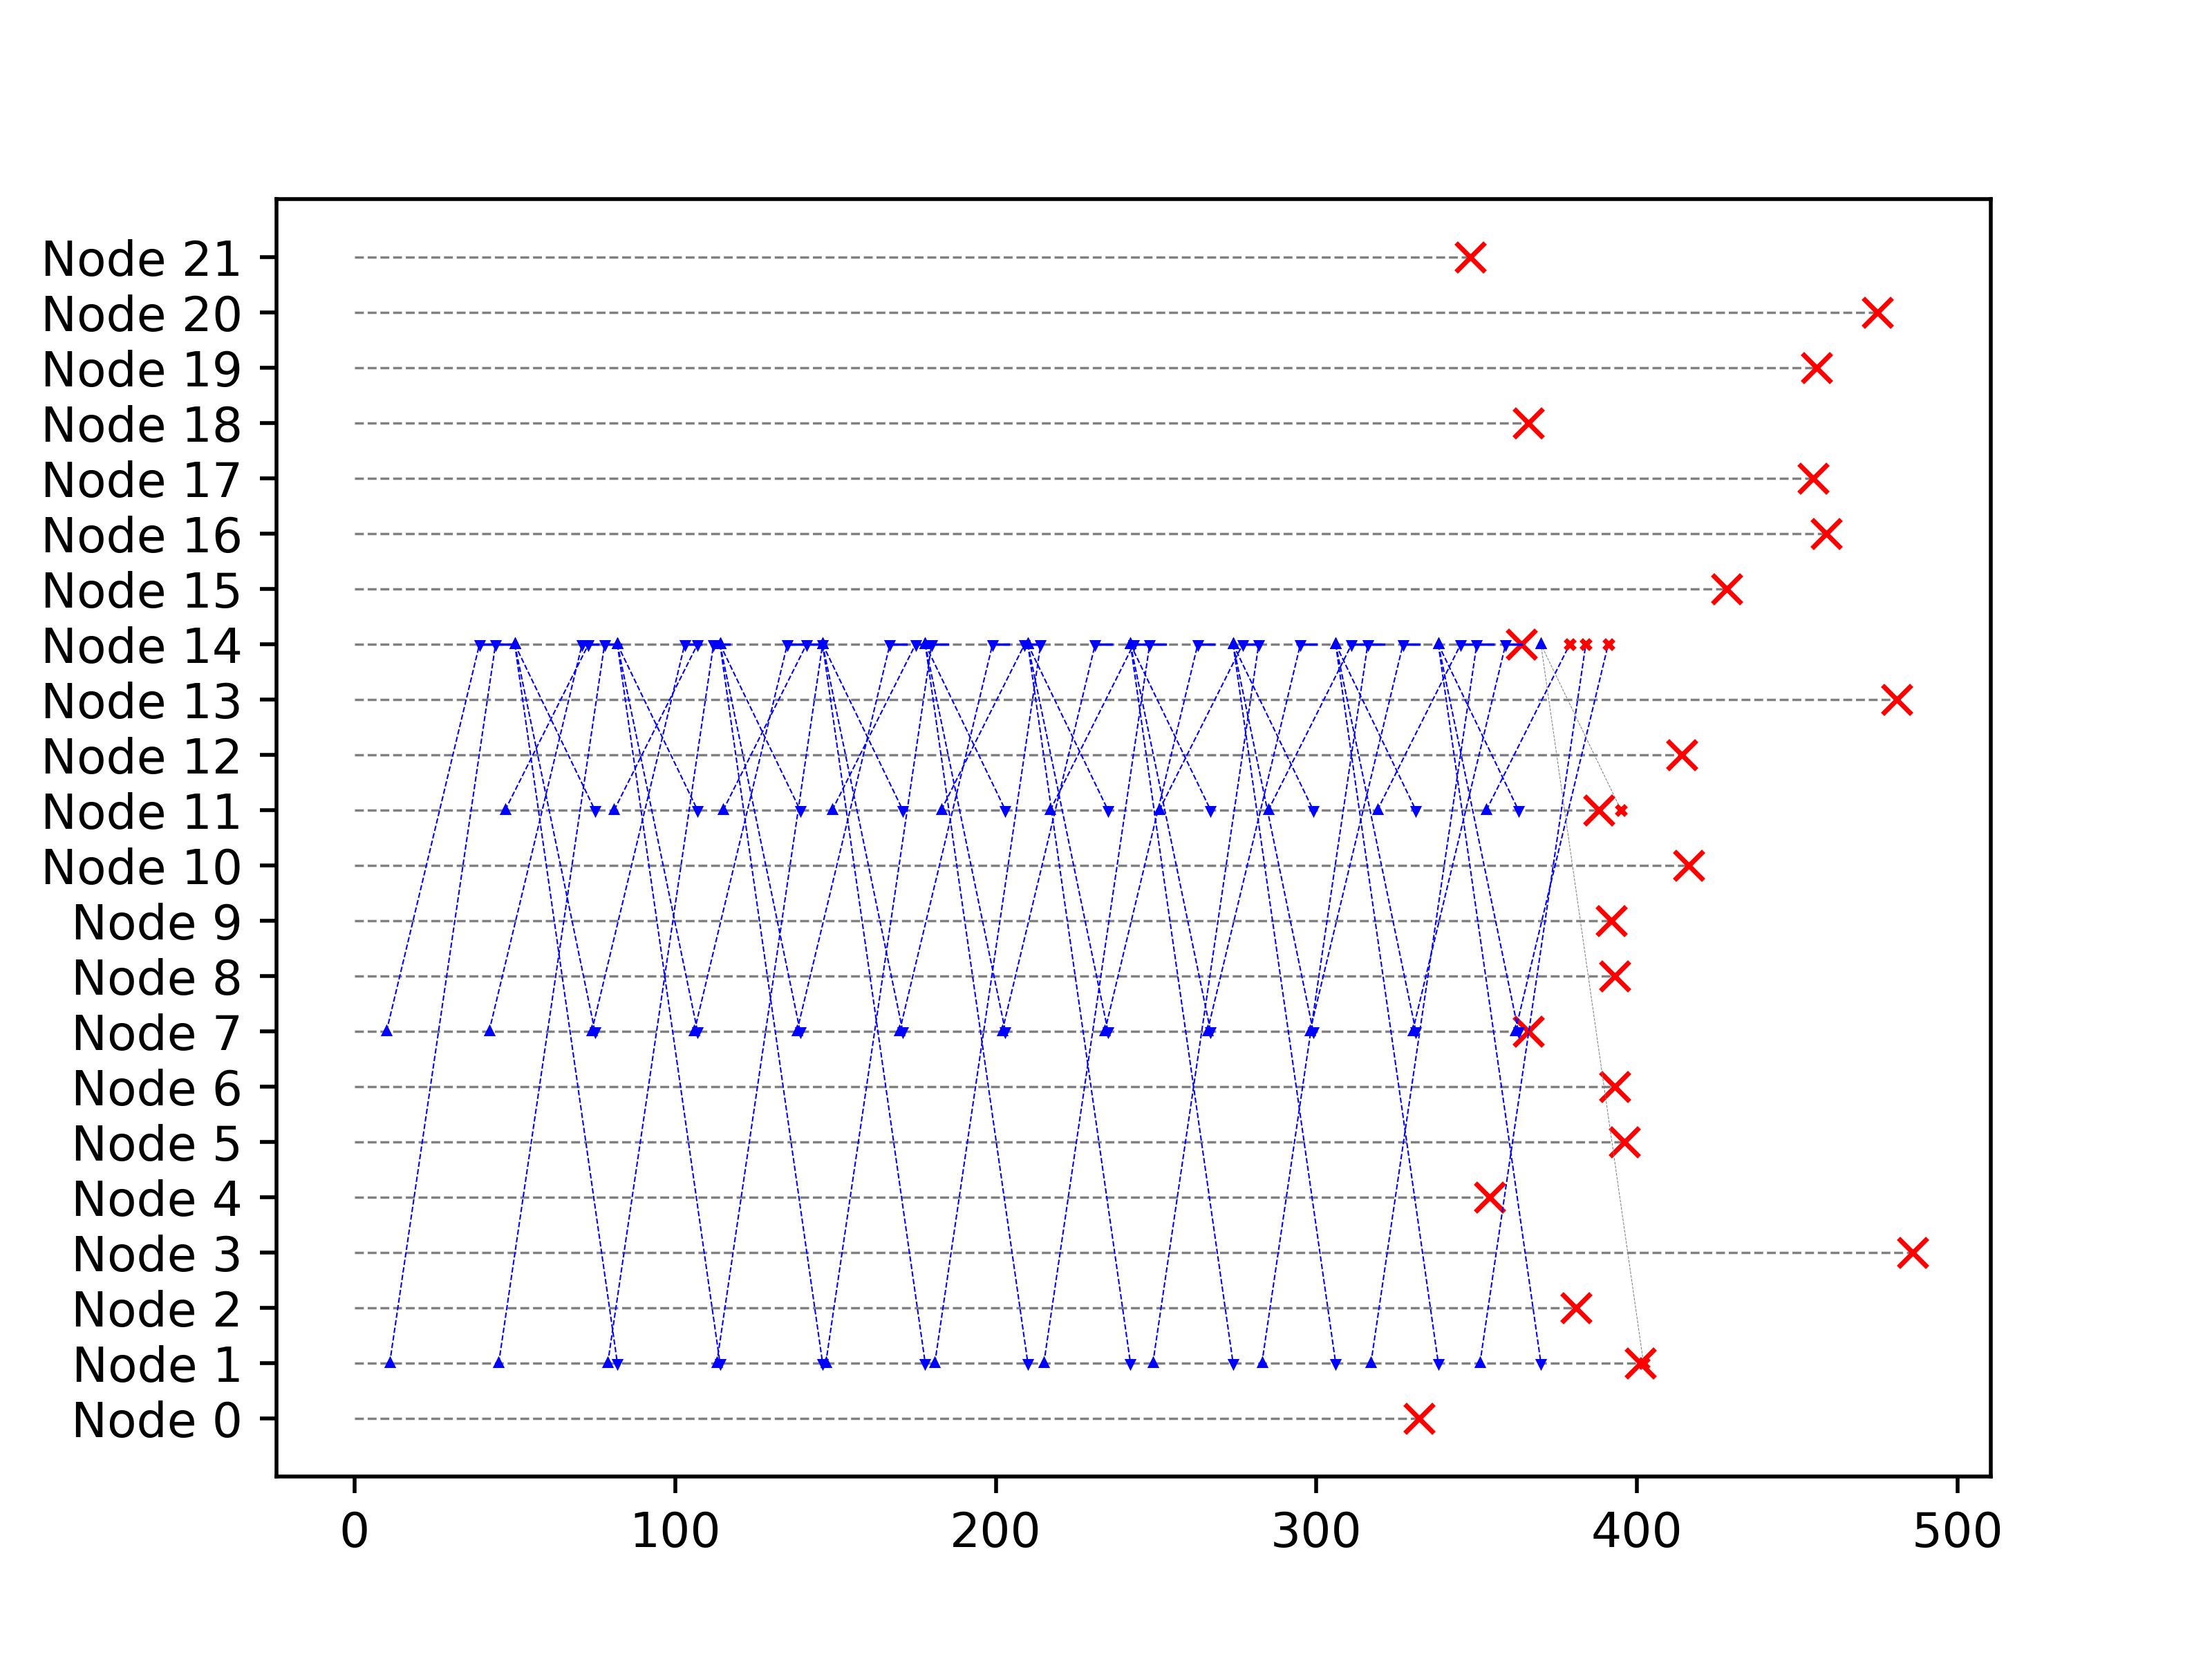 Node 21
Node 20
Node 19
Node 18
Node 17
Node 16
Node 15
Node 14
Node 13
Node 12
Node 11
Node 10
Node 9
Node 8
Node 7
Node 6
Node 5
Node 4
Node 3
Node 2
Node 1
Node 0
0 100 200 300 400 500